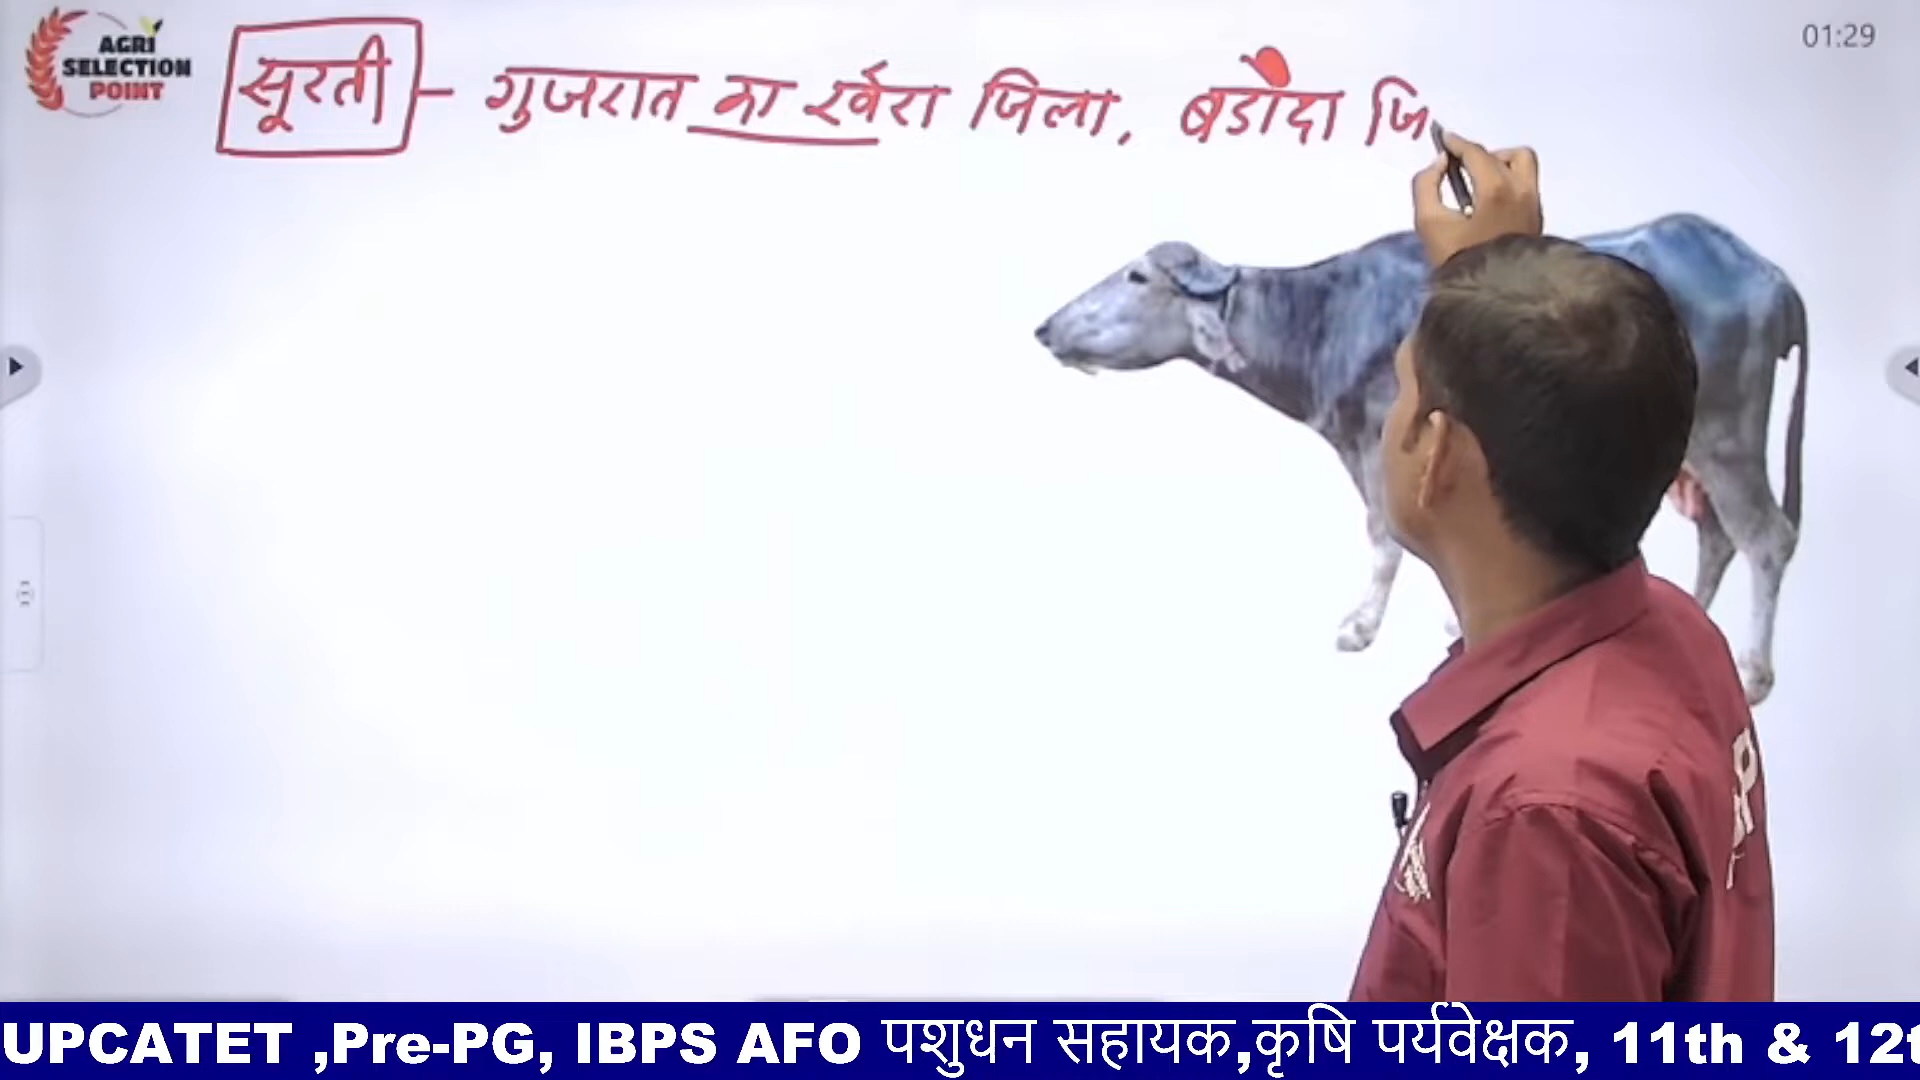 AGRI
SELECTION
POINT
01:29
सूरती - गुजरात का खेरा जिला, बडौदा जि
UPCATET ,Pre-PG, IBPS AFO पशुधन सहायक,कृषि पर्यवेक्षक, 11th & 12t